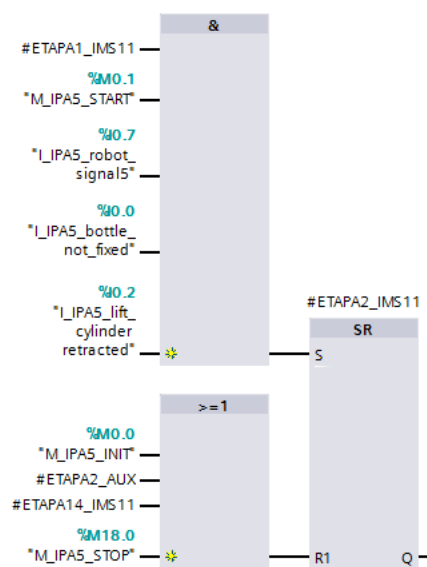 &
#ETAPA1_IMS11
%M0.1
"M_IPA5_START"
%I0.7
"I_IPA5_robot_
signal5"
%I0.0
"I_IPA5_bottle_
not_fixed"
%I0.2
"I_IPA5_lift_
cylinder
retracted"
#ETAPA2_IMS11
SR
S
>=1
%M0.0
"M_IPA5_INIT"
#ETAPA2_AUX
#ETAPA14_IMS11
%M18.0
"M_IPA5_STOP"
R1
Q